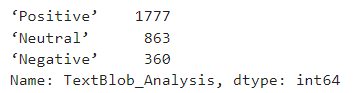 ‘Positive’    1777
‘Neutral’      863
‘Negative’     360
Name: TextBlob_Analysis, dtype: int64